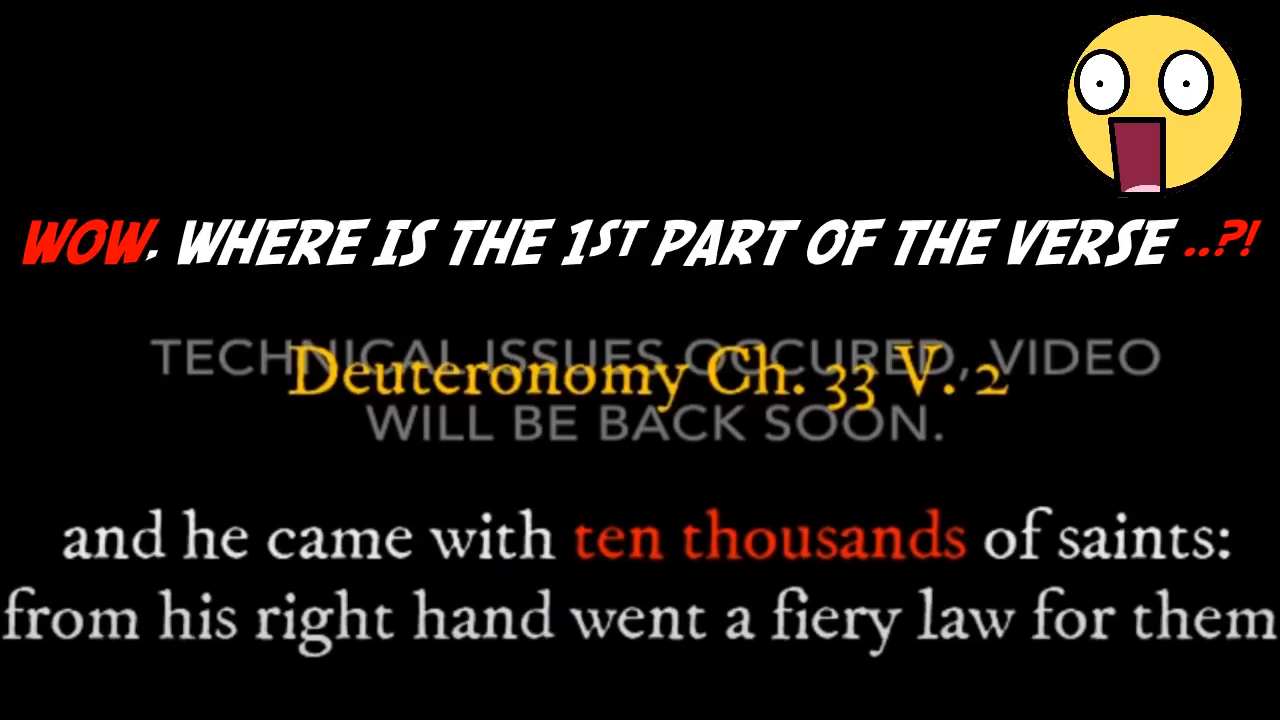 WOW. WHERE IS THE 1ST PART OF THE VERSE ..?!
TECHNICAL ISSUES OCCURED, VIDEO
Deuteronomy Ch. 33 V. 2
WILL BE BACK SOON.
and he came with ten thousands of saints:
from his right hand went a fiery law for them